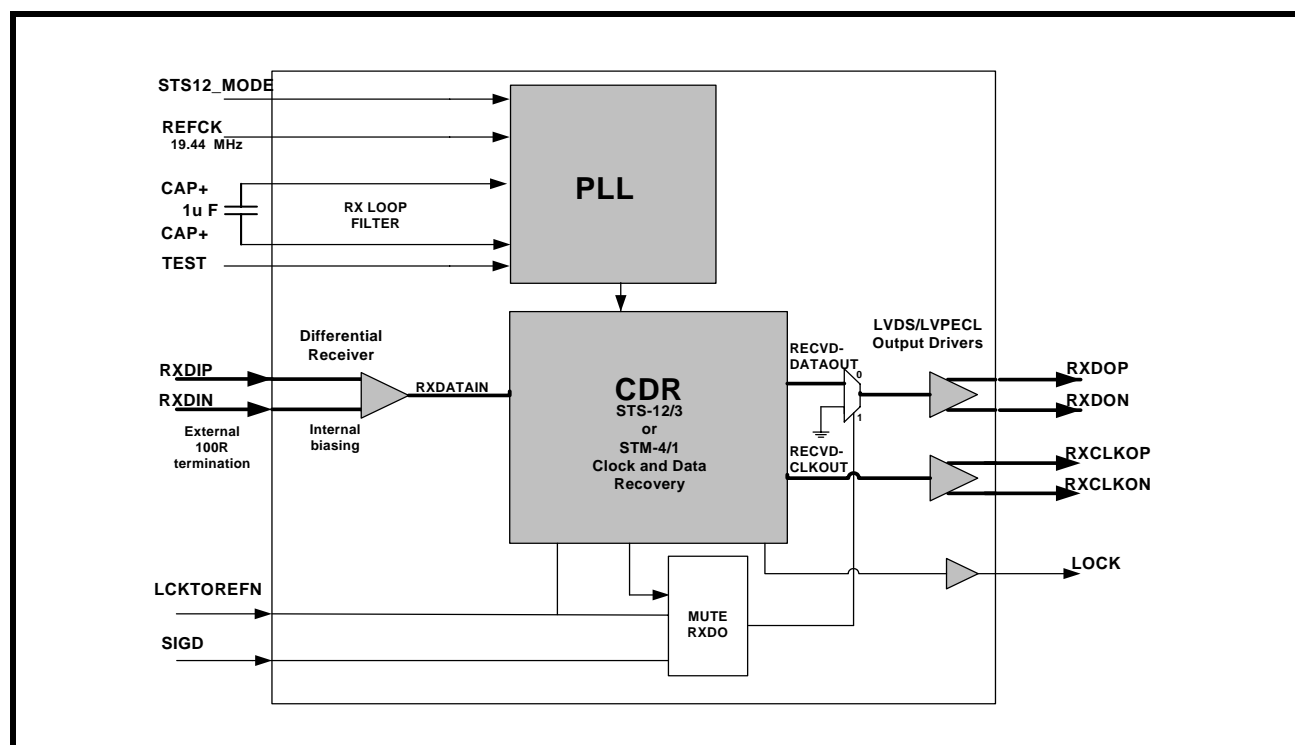 STS12_MODE
REFCK
19.44 MHz
CAP+
1u F
CAP+
RX LOOP
FILTER
TEST
PLL
Differential
Receiver
RXDIP
RXDIN
RXDATAIN
External
100R
termination
Internal
biasing
CDR
STS-12/3
or
STM-4/1
Clock and Data
Recovery
RECVD-
DATAOUT
0
1
RECVD-
CLKOUT
LVDS/LVPECL
Output Drivers
RXDOP
RXDON
RXCLKOP
RXCLKON
LOCK
LCKTOREFN
SIGD
MUTE
RXDO